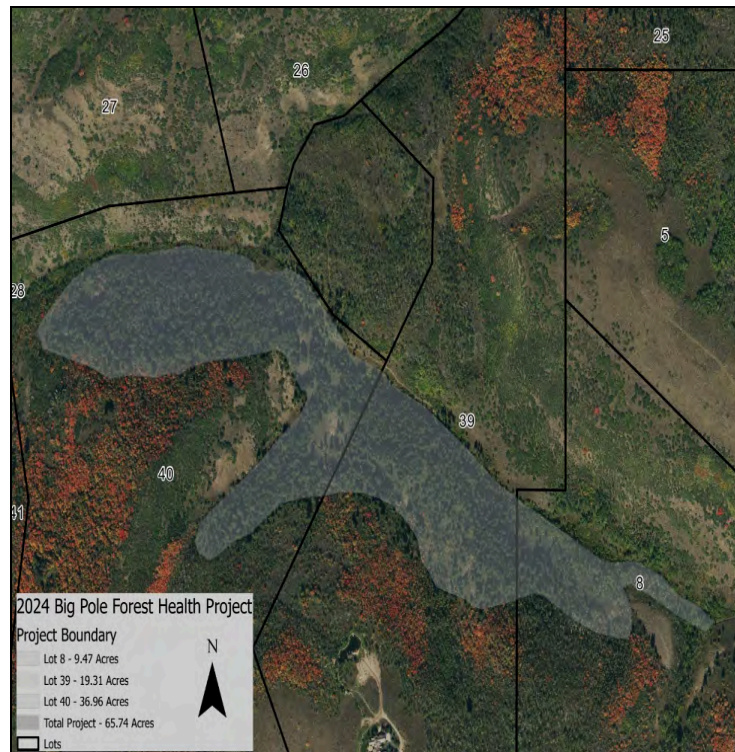 25
26
27
5
28
39
40
41
8
2024 Big Pole Forest Health Project
Project Boundary
N
Lot 8 - 9.47 Acres
Lot 39 - 19.31 Acres
Lot 40 - 36.96 Acres
Total Project - 65.74 Acres
Lots